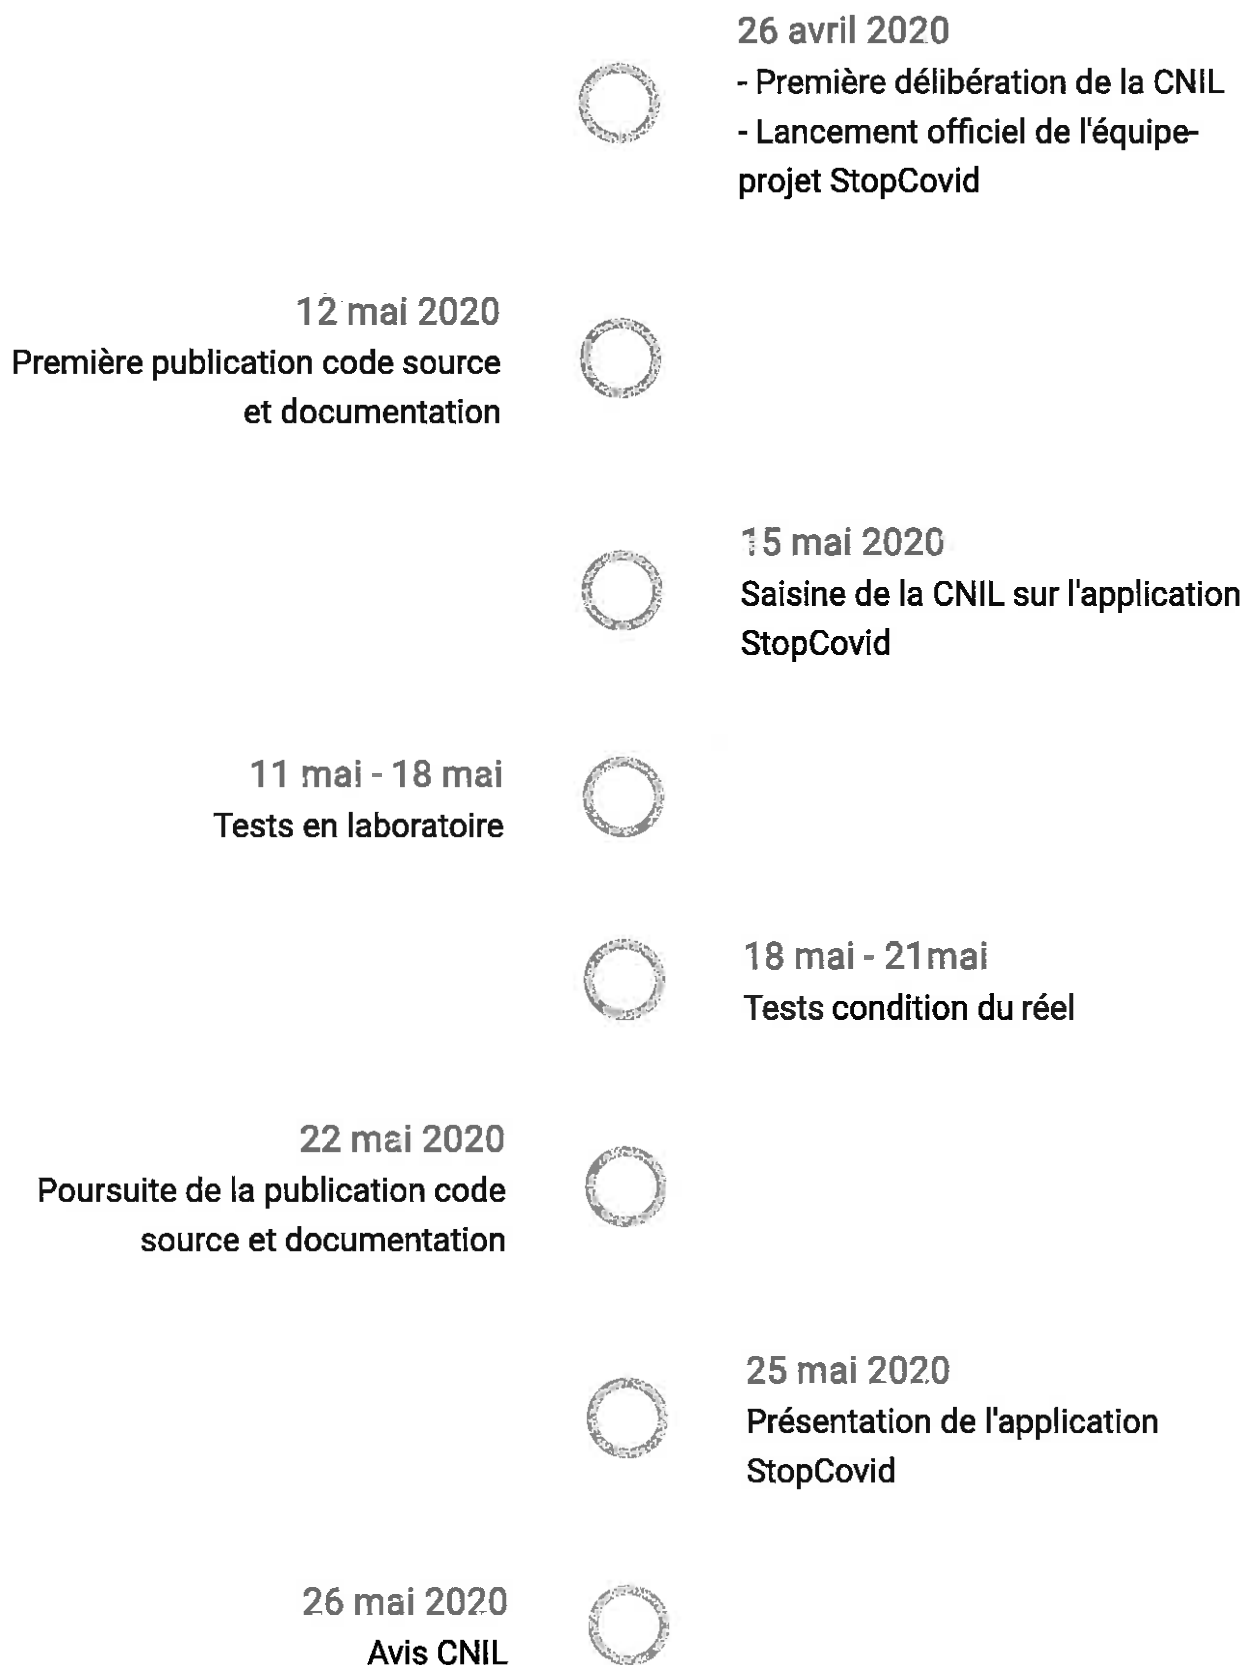 26 avril 2020
- Première délibération de la CNIL
- Lancement officiel de l'équipe-
projet StopCovid
12 mai 2020
Première publication code source
et documentation
15 mai 2020
Saisine de la CNIL sur l'application
StopCovid
11 mai - 18 mai
Tests en laboratoire
18 mai - 21mai
Tests condition du réel
22 mai 2020
Poursuite de la publication code
source et documentation
25 mai 2020
Présentation de l'application
StopCovid
26 mai 2020
Avis CNIL